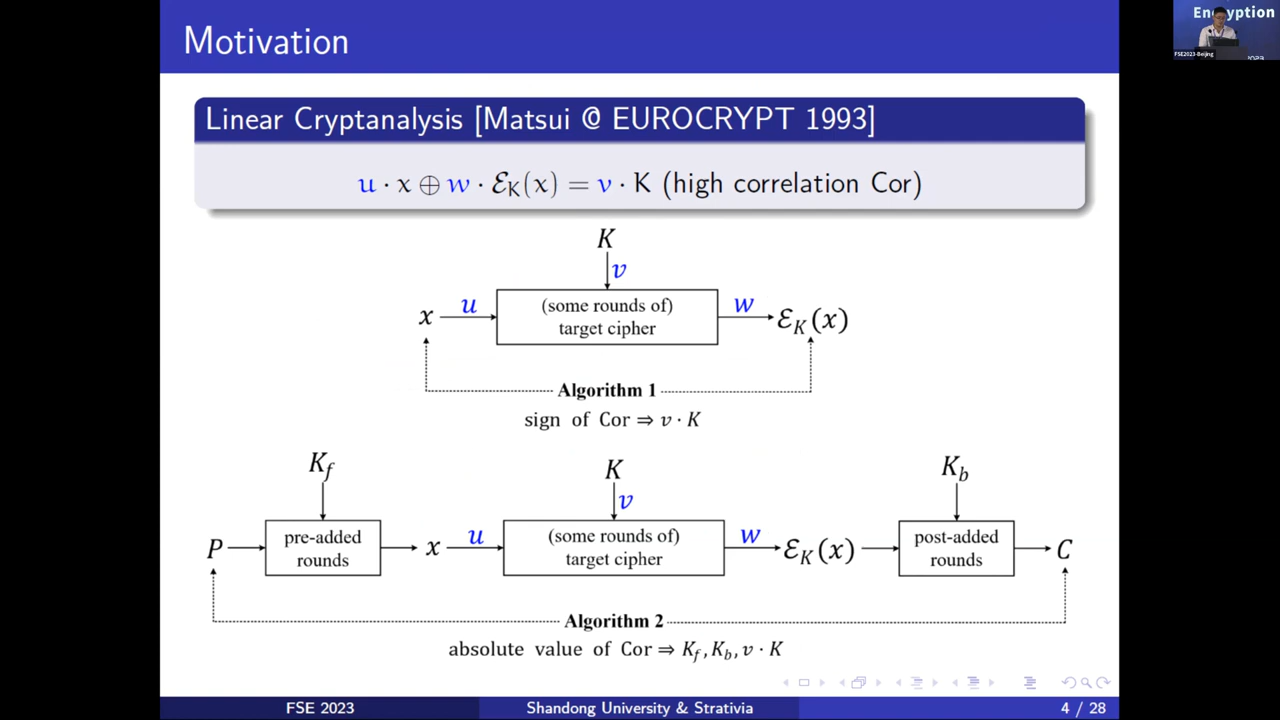 Motivation
Encryption
FSE2023-Beijing
Linear Cryptanalysis [Matsui @ EUROCRYPT 1993]
u · x ⊕ w · ℰ_K(x) = v · K (high correlation Cor)
K
v
x u (some rounds of) target cipher w ℰ_K(x)
Algorithm 1
sign of Cor ⇒ v · K
K_f K K_b
v
P pre-added rounds x u (some rounds of) target cipher w ℰ_K(x) post-added rounds C
Algorithm 2
absolute value of Cor ⇒ K_f, K_b, v · K
FSE 2023 Shandong University & Strativia 4 / 28